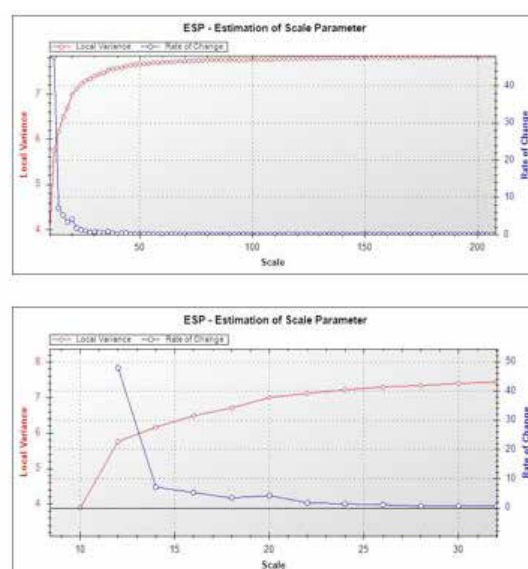 ESP - Estimation of Scale Parameter
Local Variance Rate of Change
7
6
5
4
40
30
20
10
0
Local Variance
Rate of Change
50 100 150 200
Scale
ESP - Estimation of Scale Parameter
Local Variance Rate of Change
8
7
6
5
4
50
40
30
20
10
0
Local Variance
Rate of Change
10 15 20 25 30
Scale